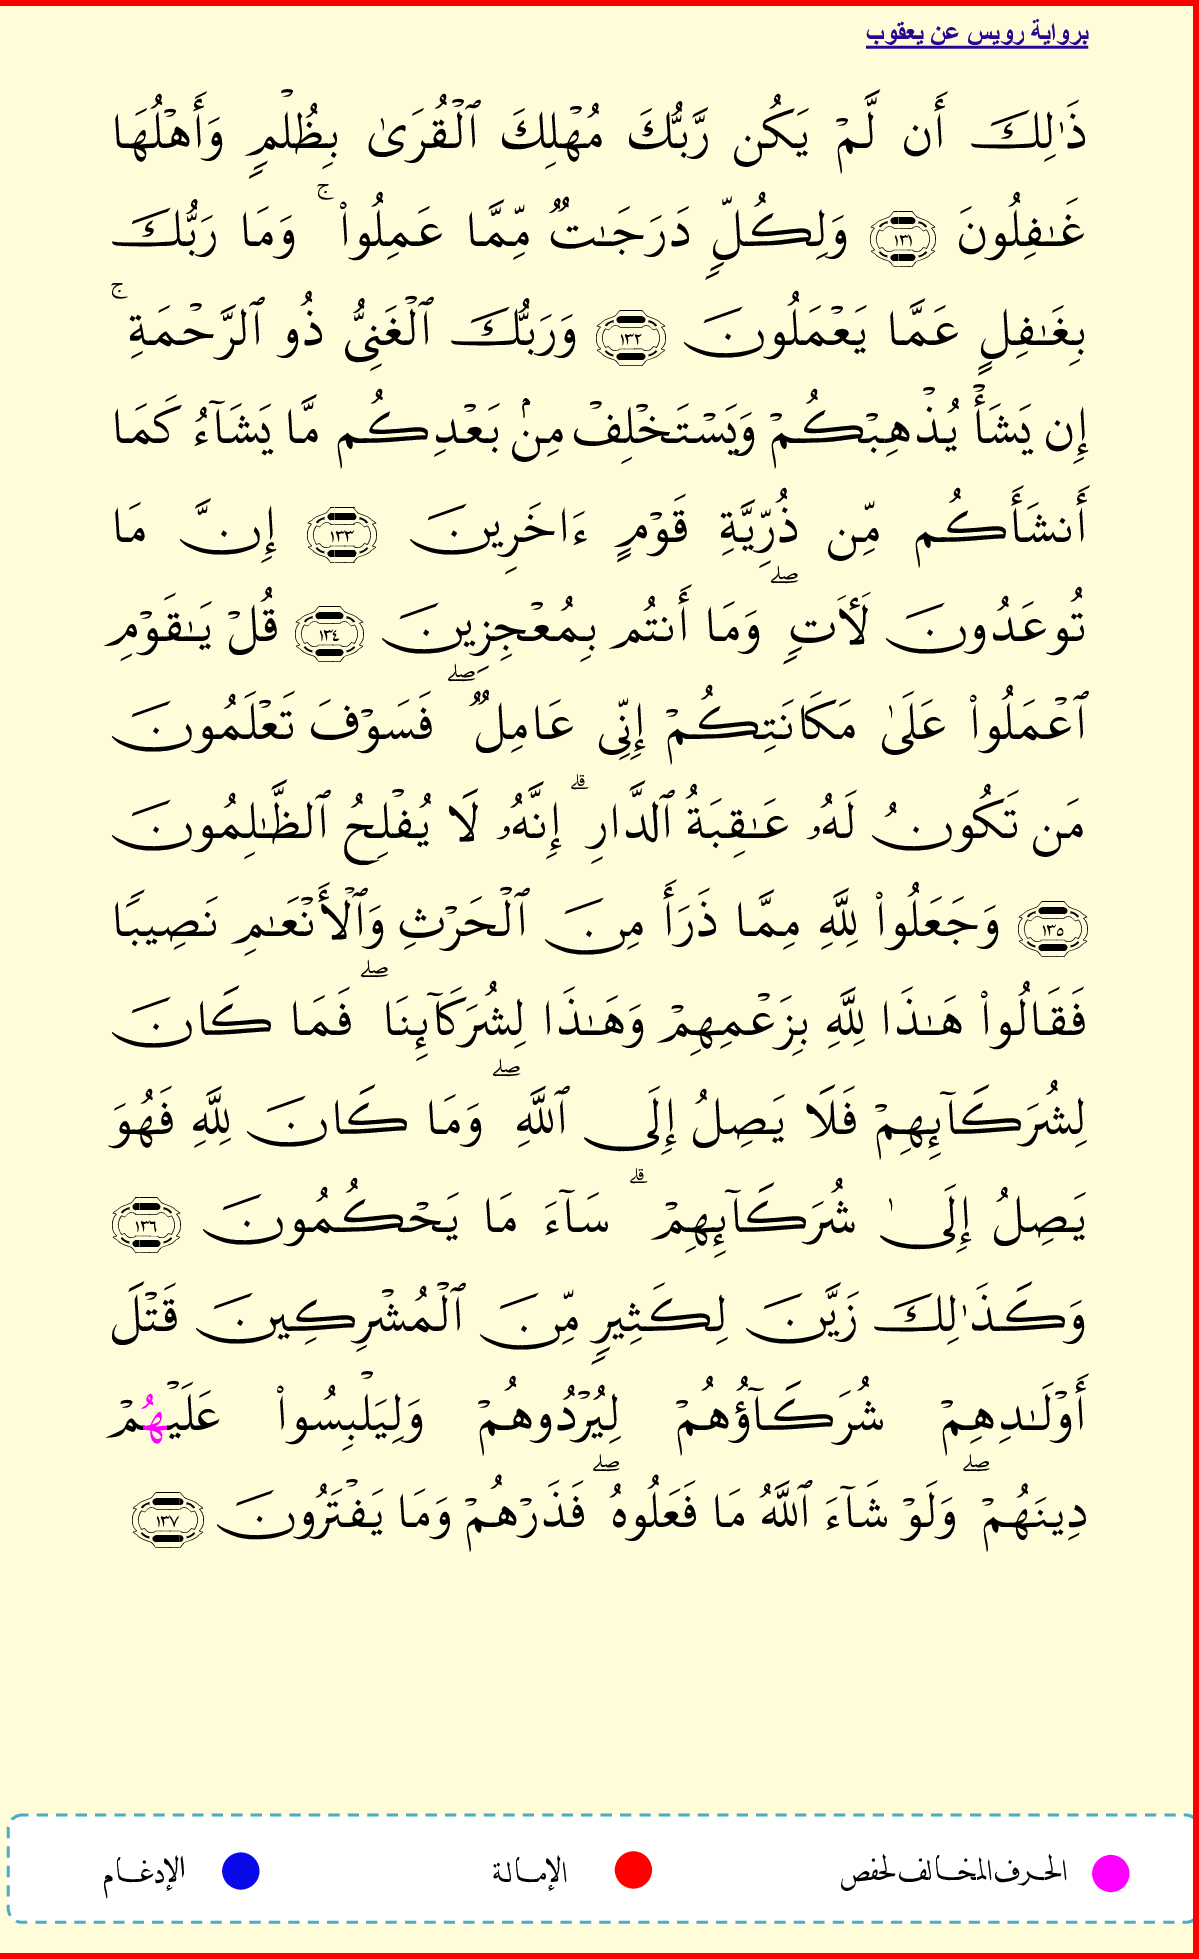 برواية رويس عن يعقوب
ذَٰلِكَ أَن لَّمْ يَكُن رَّبُّكَ مُهْلِكَ ٱلْقُرَىٰ بِظُلْمٍ وَأَهْلُهَا
غَـٰفِلُونَ ١٣١ وَلِكُلٍّ دَرَجَـٰتٌ مِّمَّا عَمِلُوا۟ ۚ وَمَا رَبُّكَ
بِغَـٰفِلٍ عَمَّا يَعْمَلُونَ ١٣٢ وَرَبُّكَ ٱلْغَنِىُّ ذُو ٱلرَّحْمَةِ ۚ
إِن يَشَأْ يُذْهِبْكُمْ وَيَسْتَخْلِفْ مِنۢ بَعْدِكُم مَّا يَشَآءُ كَمَا
أَنشَأَكُم مِّن ذُرِّيَّةِ قَوْمٍ ءَاخَرِينَ ١٣٣ إِنَّ مَا
تُوعَدُونَ لَـَٔاتٍ ۖ وَمَا أَنتُم بِمُعْجِزِينَ ١٣٤ قُلْ يَـٰقَوْمِ
ٱعْمَلُوا۟ عَلَىٰ مَكَانَتِكُمْ إِنِّى عَامِلٌ ۖ فَسَوْفَ تَعْلَمُونَ
مَن تَكُونُ لَهُۥ عَـٰقِبَةُ ٱلدَّارِ ۗ إِنَّهُۥ لَا يُفْلِحُ ٱلظَّـٰلِمُونَ
١٣٥ وَجَعَلُوا۟ لِلَّهِ مِمَّا ذَرَأَ مِنَ ٱلْحَرْثِ وَٱلْأَنْعَـٰمِ نَصِيبًا
فَقَالُوا۟ هَـٰذَا لِلَّهِ بِزَعْمِهِمْ وَهَـٰذَا لِشُرَكَآئِنَا ۖ فَمَا كَانَ
لِشُرَكَآئِهِمْ فَلَا يَصِلُ إِلَى ٱللَّهِ ۖ وَمَا كَانَ لِلَّهِ فَهُوَ
يَصِلُ إِلَىٰ شُرَكَآئِهِمْ ۗ سَآءَ مَا يَحْكُمُونَ ١٣٦
وَكَذَٰلِكَ زَيَّنَ لِكَثِيرٍ مِّنَ ٱلْمُشْرِكِينَ قَتْلَ
أَوْلَـٰدِهِمْ شُرَكَآؤُهُمْ لِيُرْدُوهُمْ وَلِيَلْبِسُوا۟ عَلَيْهُمْ
دِينَهُمْ ۖ وَلَوْ شَآءَ ٱللَّهُ مَا فَعَلُوهُ ۖ فَذَرْهُمْ وَمَا يَفْتَرُونَ ١٣٧
الحرف المخالف لحفص الإمالة الإدغام